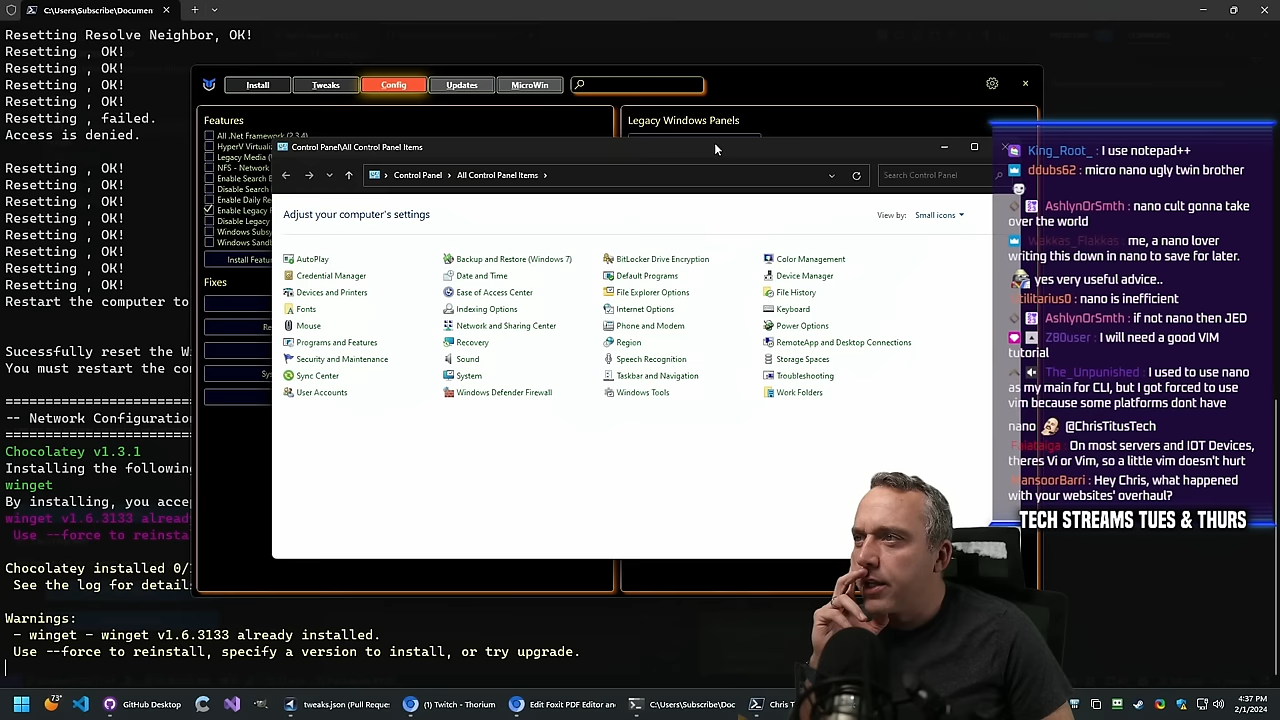 C:\Users\Subscribe\Documen
Resetting Resolve Neighbor, OK!
Resetting , OK!
Resetting , OK!
Resetting , OK!
Resetting , OK!
Resetting , failed.
Access is denied.
Resetting , OK!
Resetting , OK!
Resetting , OK!
Resetting , OK!
Resetting , OK!
Resetting , OK!
Resetting , OK!
Resetting , OK!
Restart the computer to
Sucessfully reset the Wi
You must restart the co
-- Network Configuration
Chocolatey v1.3.1
Installing the following
winget
By installing, you accep
winget v1.6.3133 alread
Use --force to reinsta
Chocolatey installed 0/
See the log for detail
Warnings:
- winget - winget v1.6.3133 already installed.
Use --force to reinstall, specify a version to install, or try upgrade.
Install
Tweaks
Config
Updates
MicroWin
Features
All .Net Framework (2,3,4)
HyperV Virtualiz
Legacy Media (
NFS - Network
Enable Search B
Disable Search
Enable Daily Re
Enable Legacy
Disable Legacy
Windows Subsy
Windows Sandb
Install Featur
Fixes
Re
Sys
Legacy Windows Panels
Control Panel\All Control Panel Items
Control Panel
All Control Panel Items
Search Control Panel
Adjust your computer's settings
View by: Small icons
AutoPlay
Backup and Restore (Windows 7)
BitLocker Drive Encryption
Color Management
Credential Manager
Date and Time
Default Programs
Device Manager
Devices and Printers
Ease of Access Center
File Explorer Options
File History
Fonts
Indexing Options
Internet Options
Keyboard
Mouse
Network and Sharing Center
Phone and Modem
Power Options
Programs and Features
Recovery
Region
RemoteApp and Desktop Connections
Security and Maintenance
Sound
Speech Recognition
Storage Spaces
Sync Center
System
Taskbar and Navigation
Troubleshooting
User Accounts
Windows Defender Firewall
Windows Tools
Work Folders
King_Root_ : I use notepad++
ddubs62 : micro nano ugly twin brother
AshlynOrSmth : nano cult gonna take
over the world
Wakkas_Flakkas: me, a nano lover
writing this down in nano to save for later.
yes very useful advice..
tilitarius0 : nano is inefficient
AshlynOrSmth : if not nano then JED
Z80user : I will need a good VIM
tutorial
The_Unpunished : I used to use nano
as my main for CLI, but I got forced to use
vim because some platforms dont have
nano @ChrisTitusTech
On most servers and IOT Devices,
theres Vi or Vim, so a little vim doesn't hurt
MansoorBarri : Hey Chris, what happened
with your websites' overhaul?
TECH STREAMS TUES & THURS
73°
GitHub Desktop
tweaks.json (Pull Reque
(1) Twitch - Thorium
Edit Foxit PDF Editor an
C:\Users\Subscribe\Doc
Chris T
4:37 PM
2/1/2024